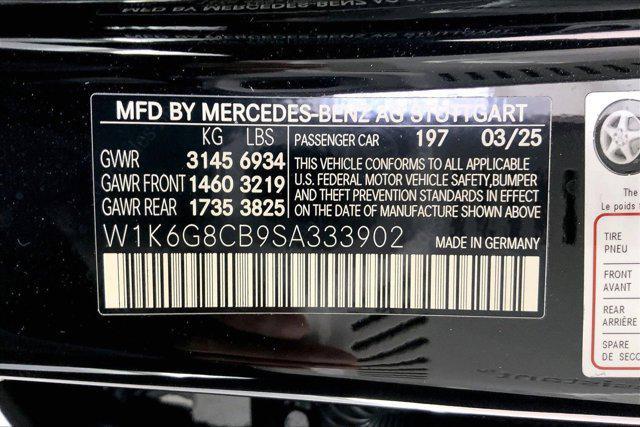 MFD BY MERCEDES-BENZ AG STUTTGART
KG LBS PASSENGER CAR 197 03/25
GVWR 3145 6934
GAWR FRONT 1460 3219
GAWR REAR 1735 3825
THIS VEHICLE CONFORMS TO ALL APPLICABLE
U.S. FEDERAL MOTOR VEHICLE SAFETY,BUMPER
AND THEFT PREVENTION STANDARDS IN EFFECT
ON THE DATE OF MANUFACTURE SHOWN ABOVE.
W1K6G8CB9SA333902 MADE IN GERMANY
The
Le poids
TIRE
PNEU
FRONT
AVANT
REAR
ARRIÈRE
SPARE